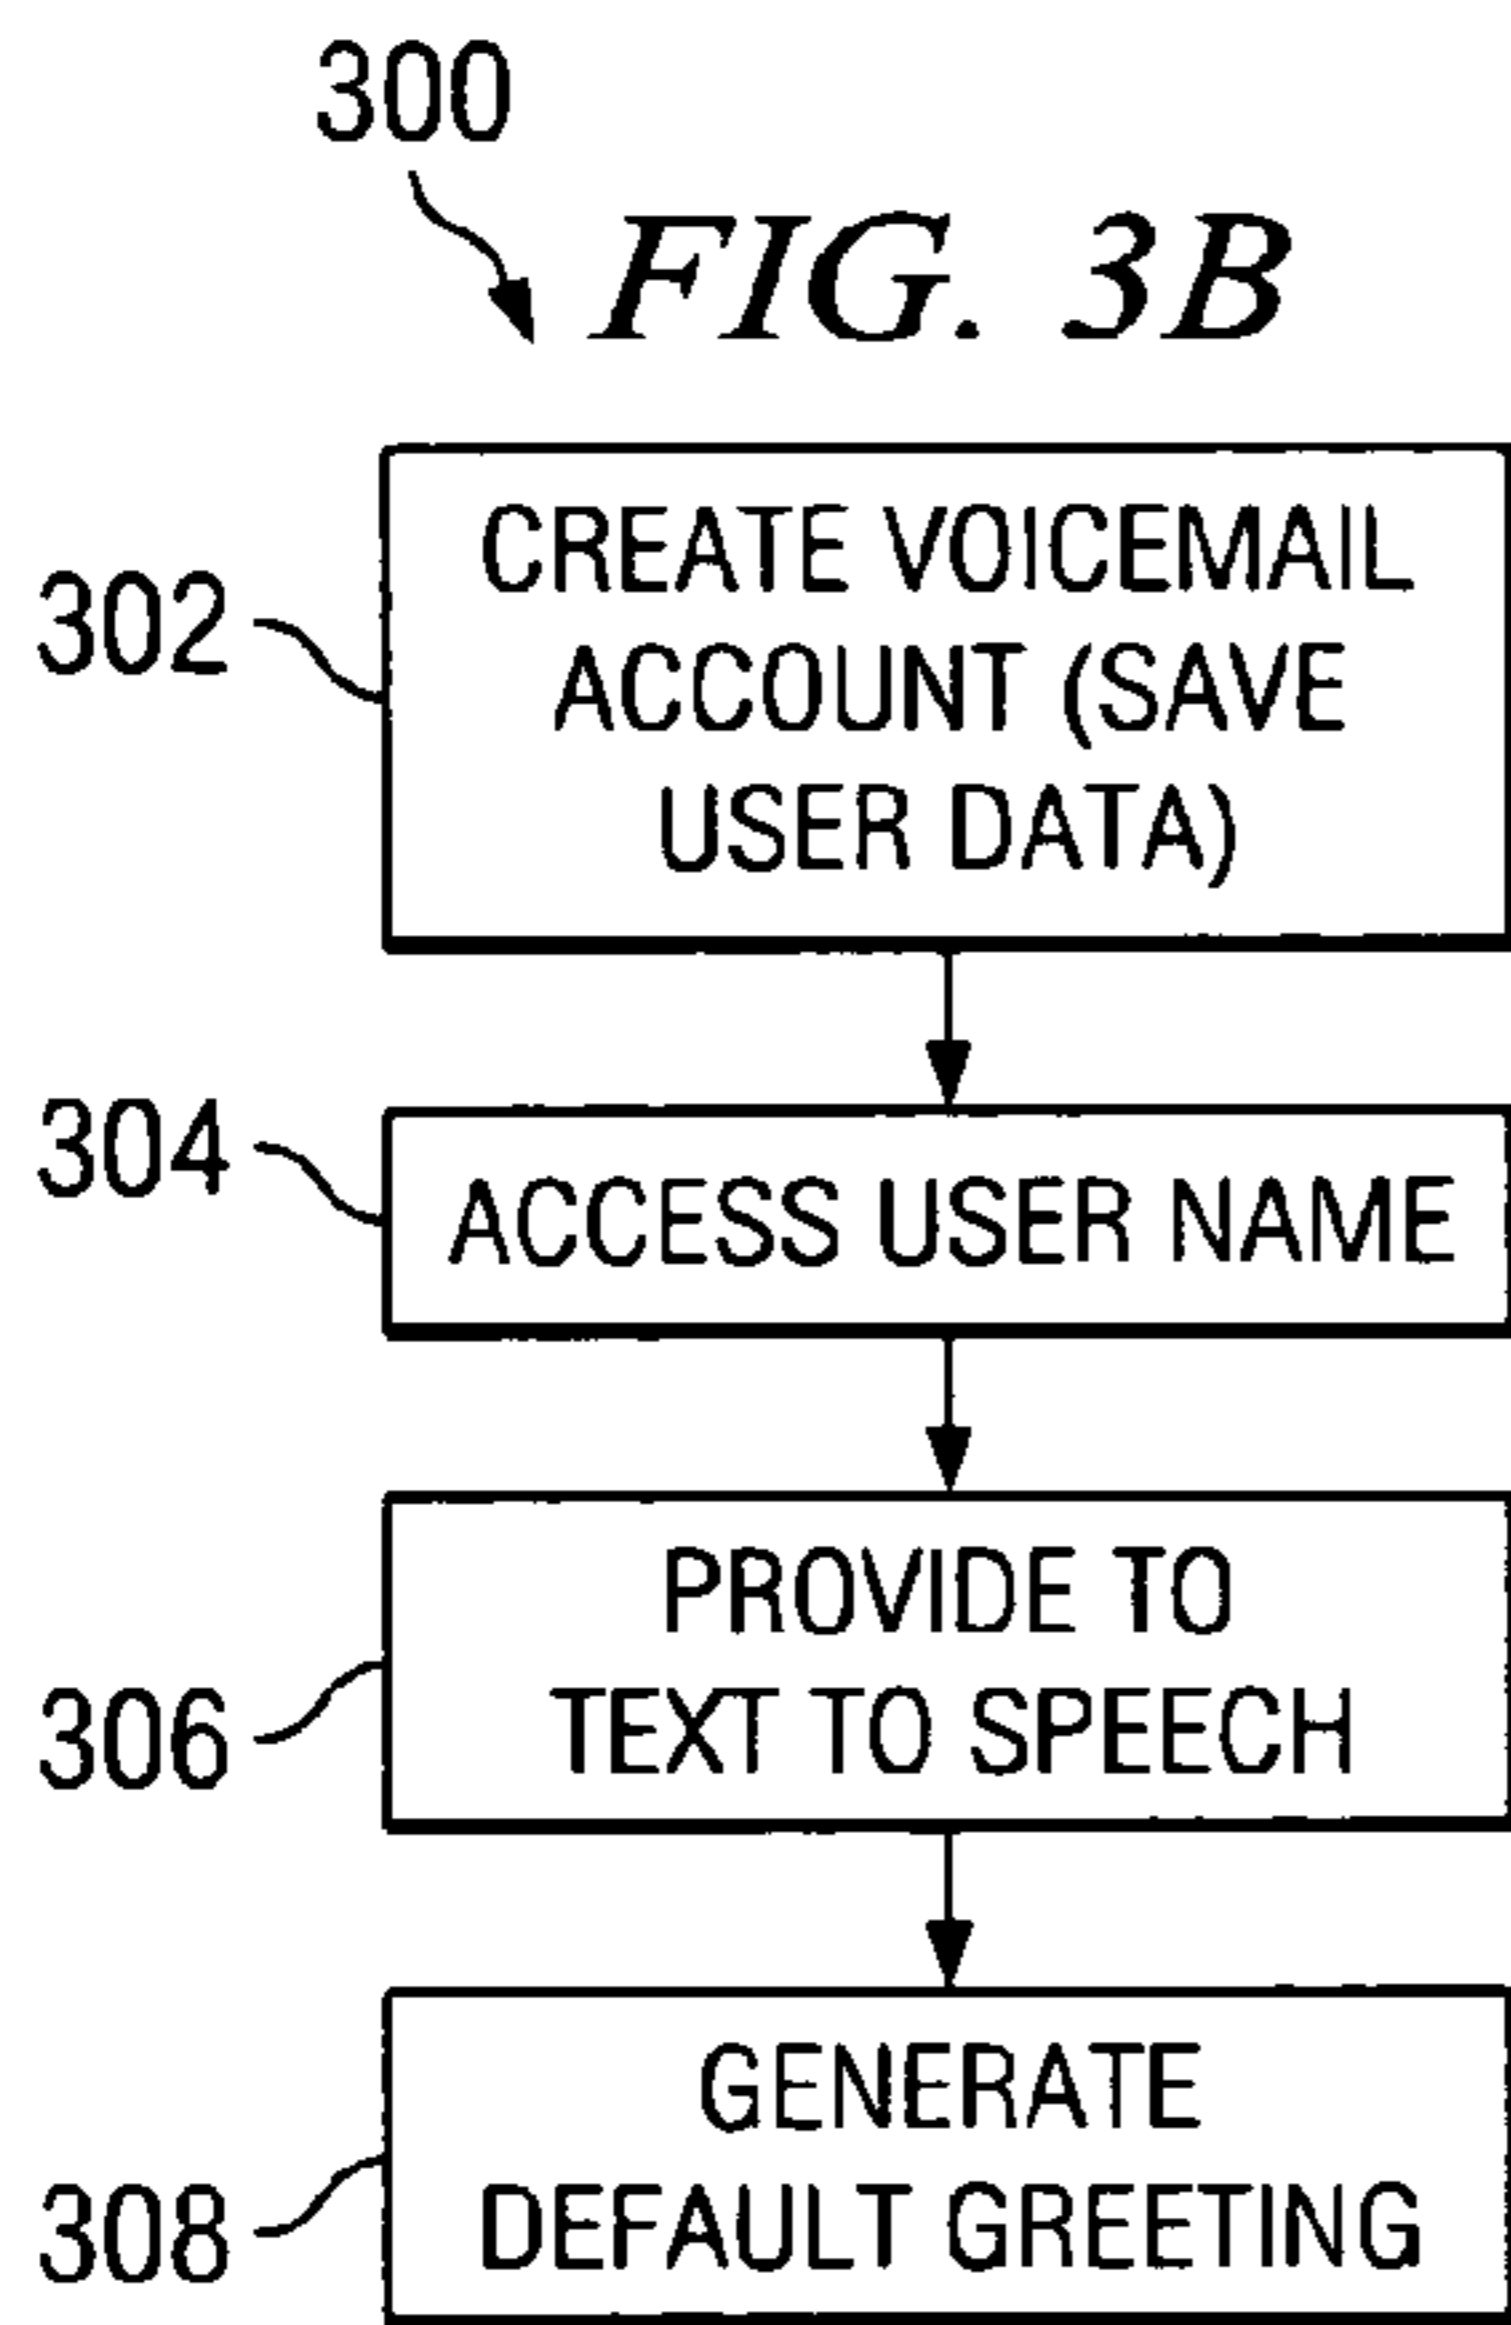 300
FIG. 3B
302
CREATE VOICEMAIL
ACCOUNT (SAVE
USER DATA)
304
ACCESS USER NAME
306
PROVIDE TO
TEXT TO SPEECH
308
GENERATE
DEFAULT GREETING